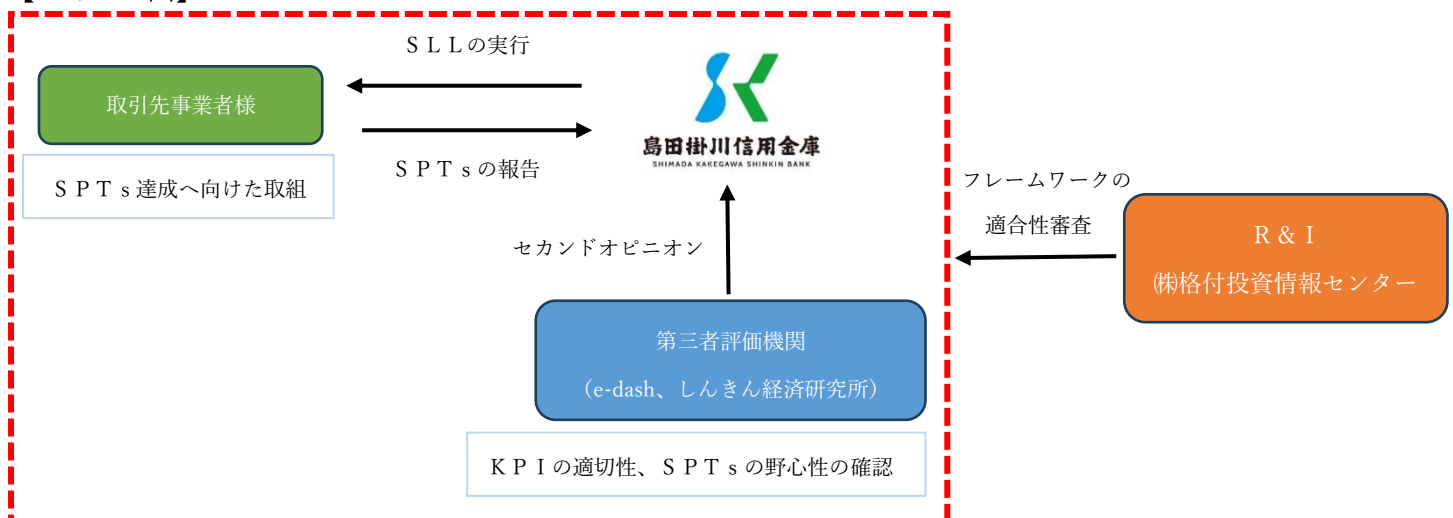 ＳＬＬの実行
取引先事業者様
島田掛川信用金庫
SHIMADA KAKEGAWA SHINKIN BANK
ＳＰＴｓの報告
ＳＰＴｓ達成へ向けた取組
フレームワークの
適合性審査
Ｒ＆Ｉ
㈱格付投資情報センター
セカンドオピニオン
第三者評価機関
（e-dash、しんきん経済研究所）
ＫＰＩの適切性、ＳＰＴｓの野心性の確認